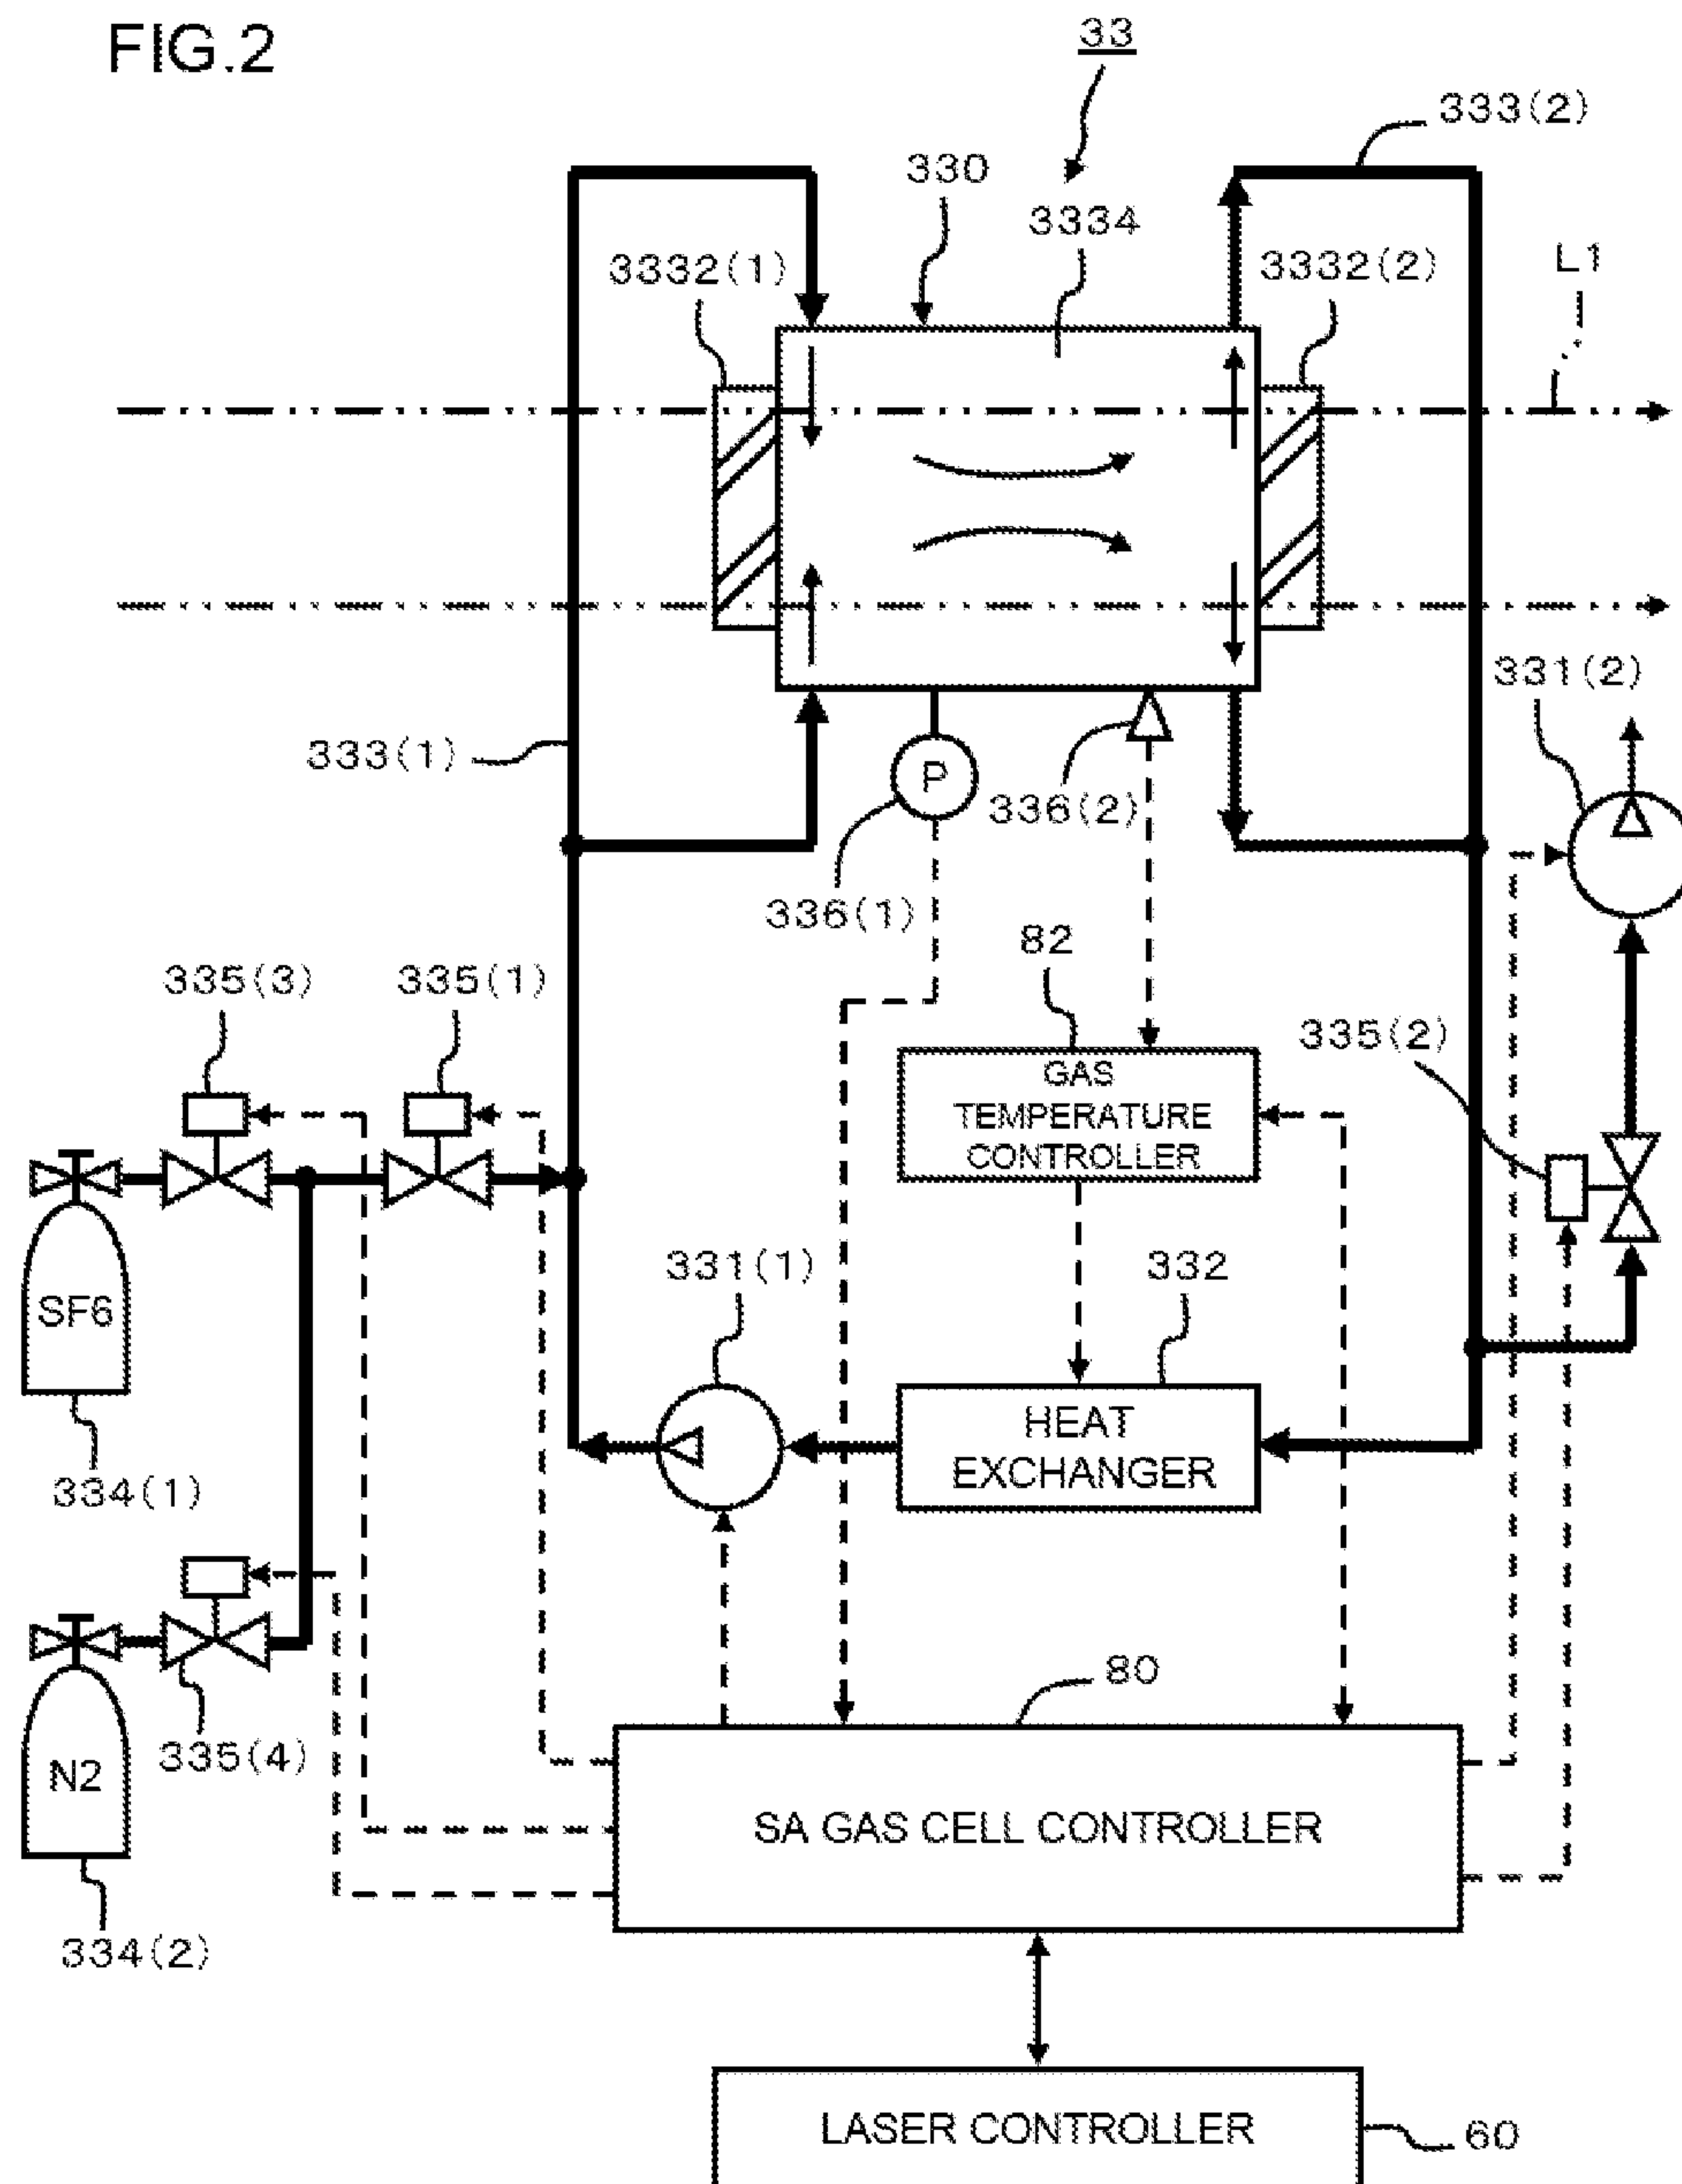 FIG.2
33
333(2)
330
3334
3332(1)
3332(2)
L1
331(2)
333(1)
P
336(2)
336(1)
82
335(3)
335(1)
335(2)
GAS
TEMPERATURE
CONTROLLER
331(1)
332
SF6
HEAT
EXCHANGER
334(1)
80
335(4)
N2
SA GAS CELL CONTROLLER
334(2)
LASER CONTROLLER
60